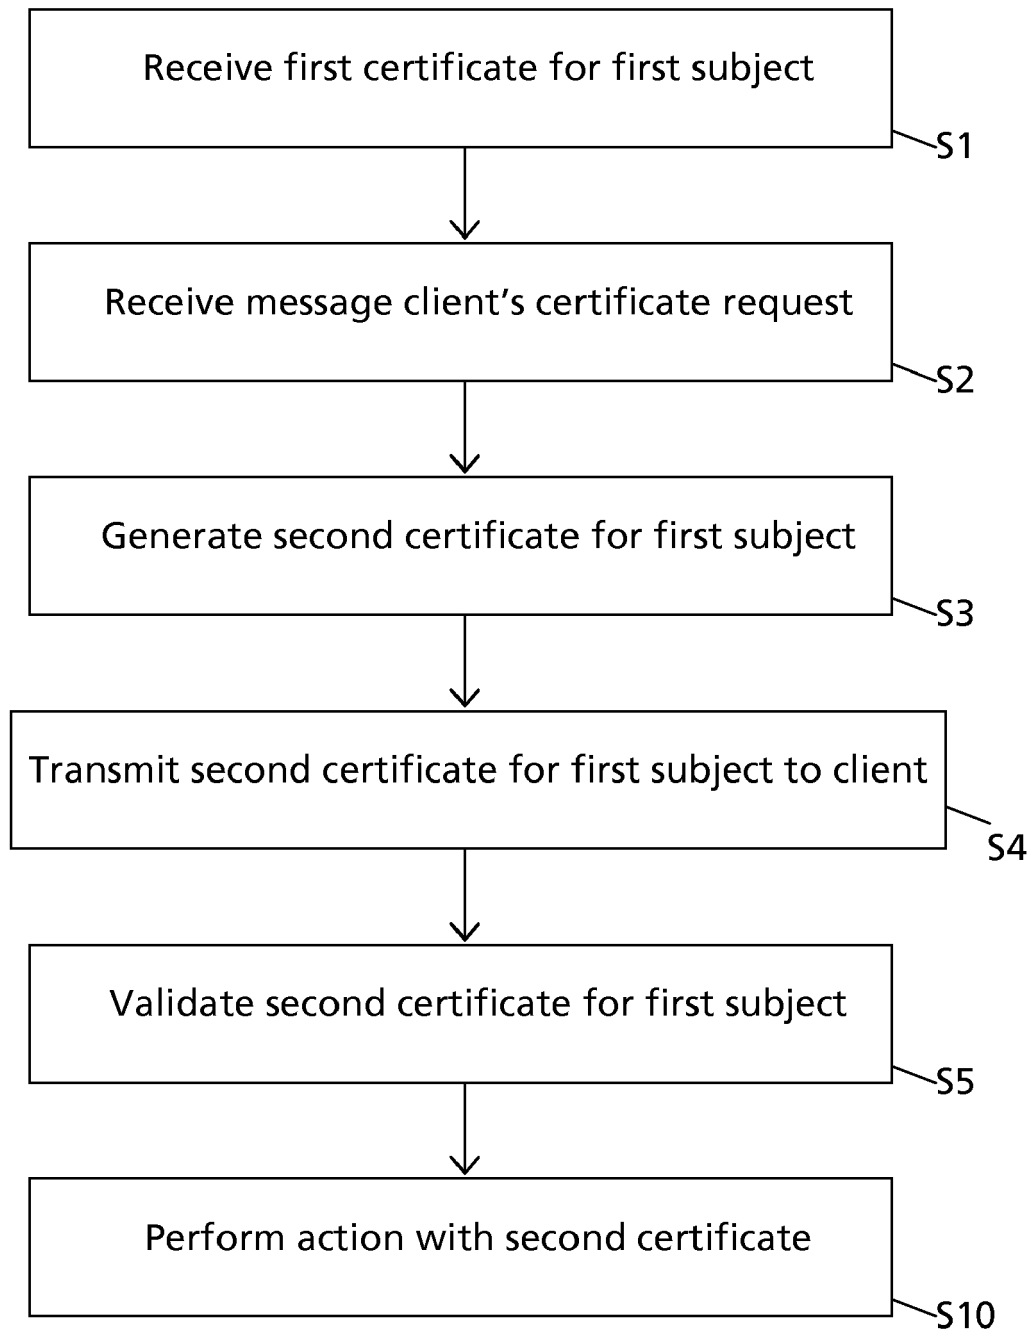 Receive first certificate for first subject
S1
Receive message client’s certificate request
S2
Generate second certificate for first subject
S3
Transmit second certificate for first subject to client
S4
Validate second certificate for first subject
S5
Perform action with second certificate
S10